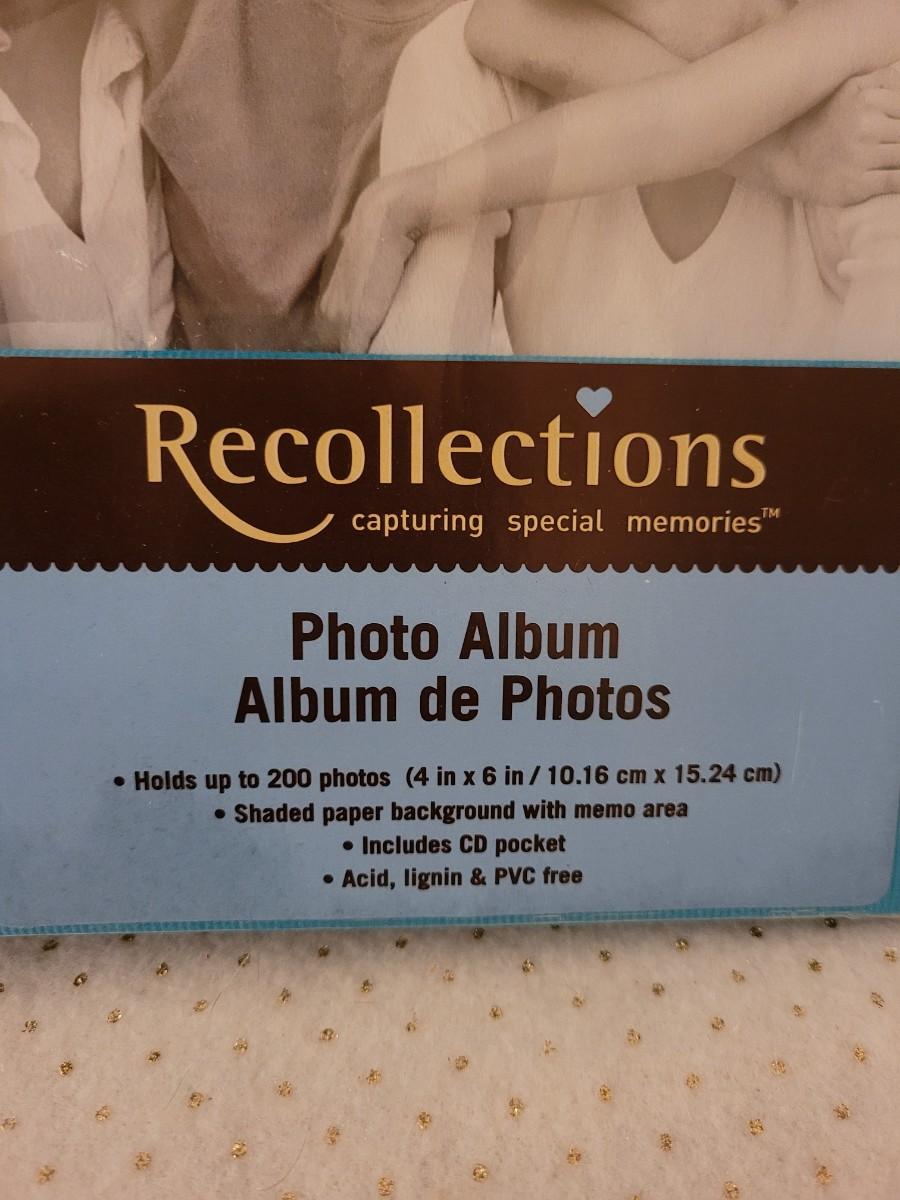 Recollections
capturing special memories™
Photo Album
Album de Photos
• Holds up to 200 photos (4 in x 6 in / 10.16 cm x 15.24 cm)
• Shaded paper background with memo area
• Includes CD pocket
• Acid, lignin & PVC free